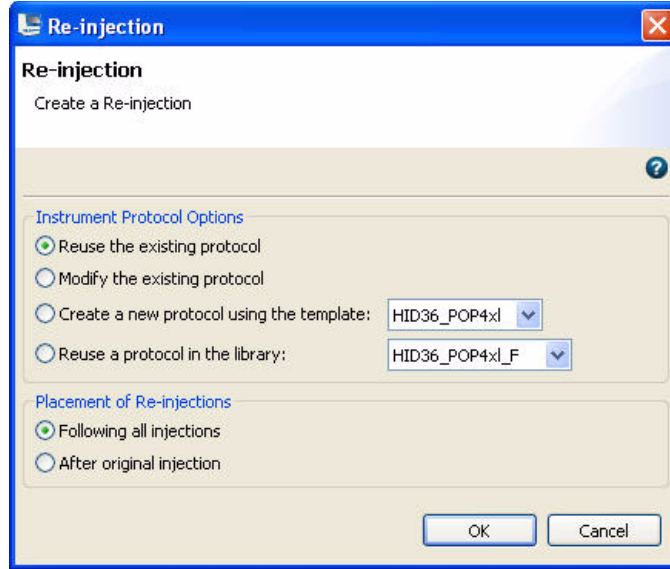 Re-injection
Re-injection
Create a Re-injection
?
Instrument Protocol Options
Reuse the existing protocol
Modify the existing protocol
Create a new protocol using the template: HID36_POP4xl
Reuse a protocol in the library: HID36_POP4xl_F
Placement of Re-injections
Following all injections
After original injection
OK Cancel